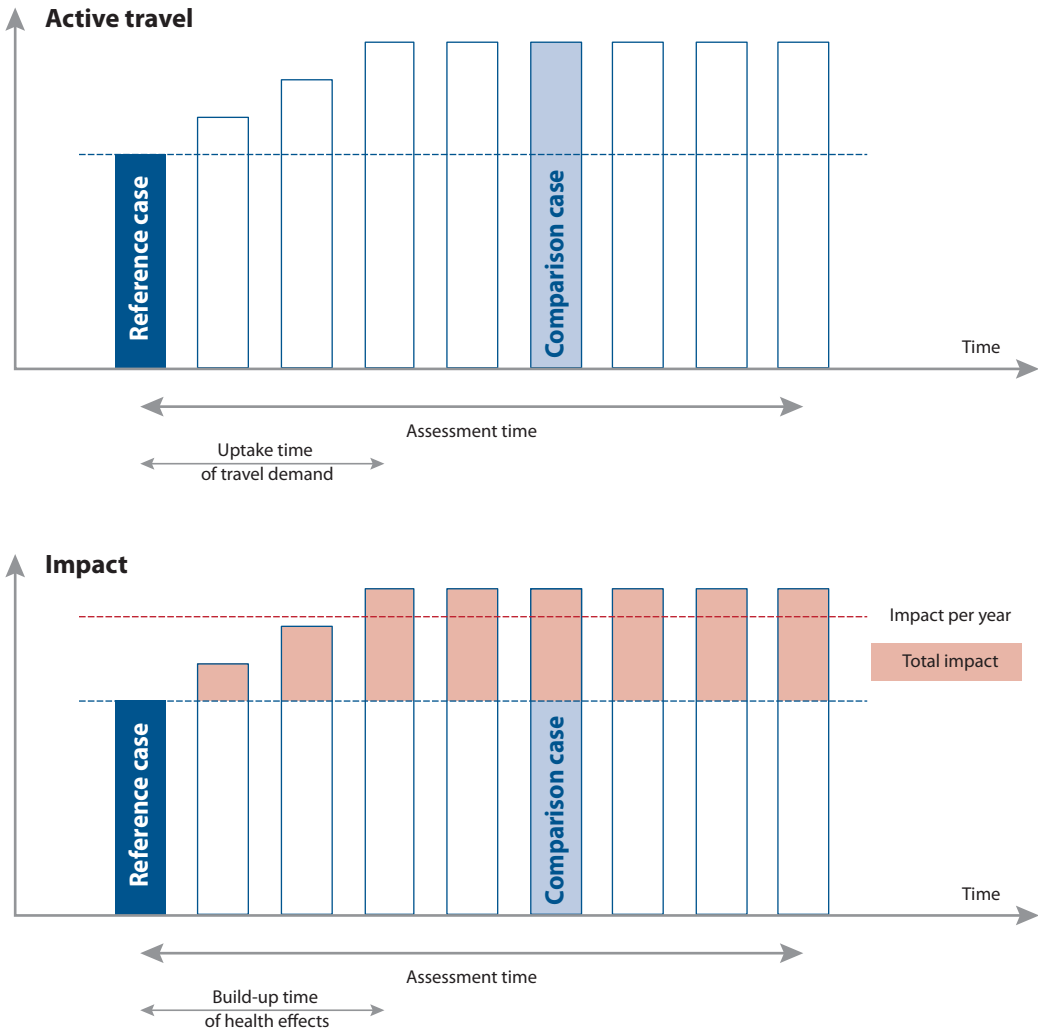 Active travel
Reference case
Comparison case
Time
Assessment time
Uptake time
of travel demand
Impact
Impact per year
Total impact
Reference case
Comparison case
Time
Assessment time
Build-up time
of health effects